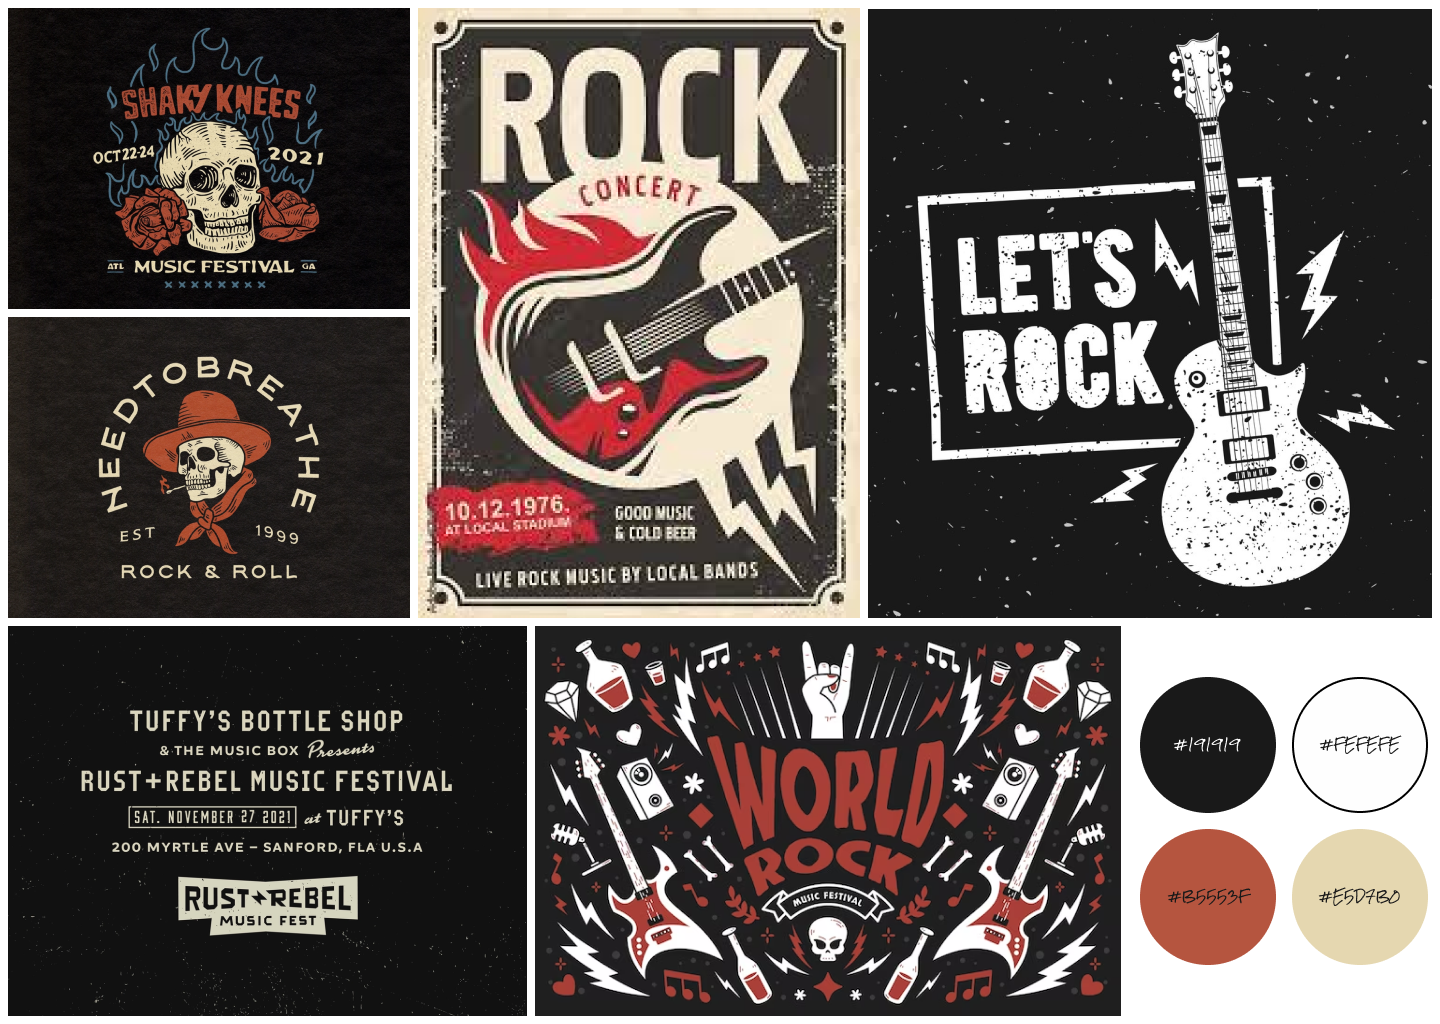 SHAKY KNEES
OCT 22-24 2021
ATL MUSIC FESTIVAL GA
NEEDTOBREATHE
EST 1999
ROCK & ROLL
ROCK
CONCERT
10.12.1976.
AT LOCAL STADIUM
GOOD MUSIC
& COLD BEER
LIVE ROCK MUSIC BY LOCAL BANDS
LET'S
ROCK
TUFFY'S BOTTLE SHOP
& THE MUSIC BOX Presents
RUST+REBEL MUSIC FESTIVAL
SAT. NOVEMBER 27 2021 at TUFFY'S
200 MYRTLE AVE – SANFORD, FLA U.S.A
RUST REBEL
MUSIC FEST
WORLD
ROCK
MUSIC FESTIVAL
#191919
#FEFEFE
#B5553F
#E5D7B0